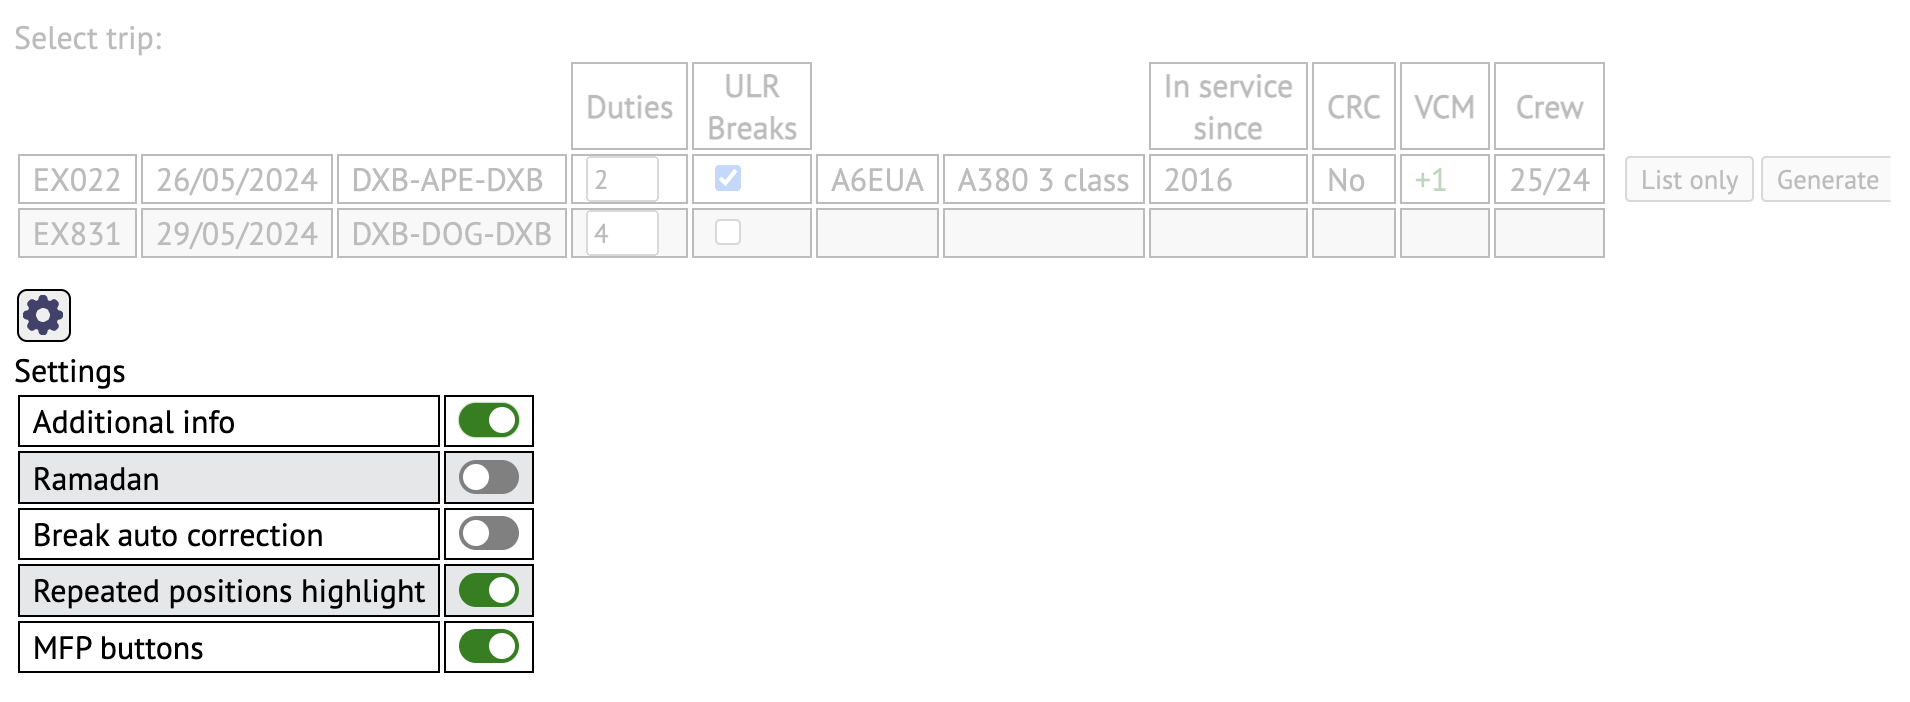 Select trip:
Duties ULR Breaks In service since CRC VCM Crew
EX022 26/05/2024 DXB-APE-DXB 2 A6EUA A380 3 class 2016 No +1 25/24 List only Generate
EX831 29/05/2024 DXB-DOG-DXB 4
Settings
Additional info
Ramadan
Break auto correction
Repeated positions highlight
MFP buttons